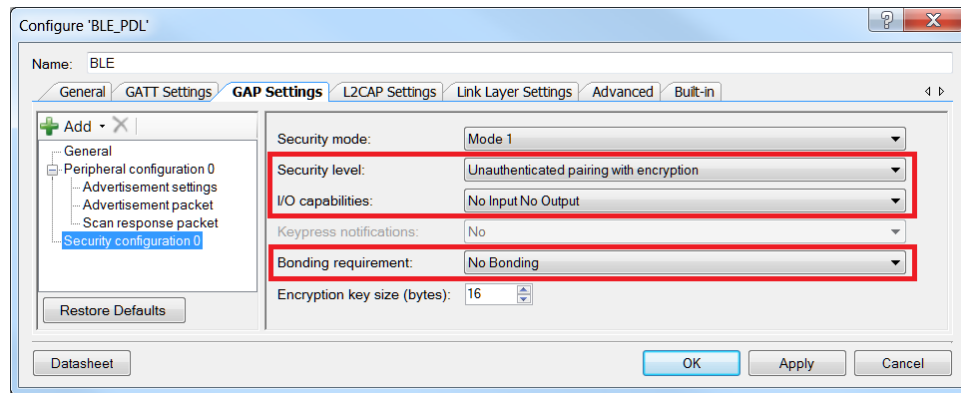 Configure 'BLE_PDL'
Name: BLE
General GATT Settings GAP Settings L2CAP Settings Link Layer Settings Advanced Built-in
Add
General
Peripheral configuration 0
Advertisement settings
Advertisement packet
Scan response packet
Security configuration 0
Restore Defaults
Security mode: Mode 1
Security level: Unauthenticated pairing with encryption
I/O capabilities: No Input No Output
Keypress notifications: No
Bonding requirement: No Bonding
Encryption key size (bytes): 16
Datasheet OK Apply Cancel